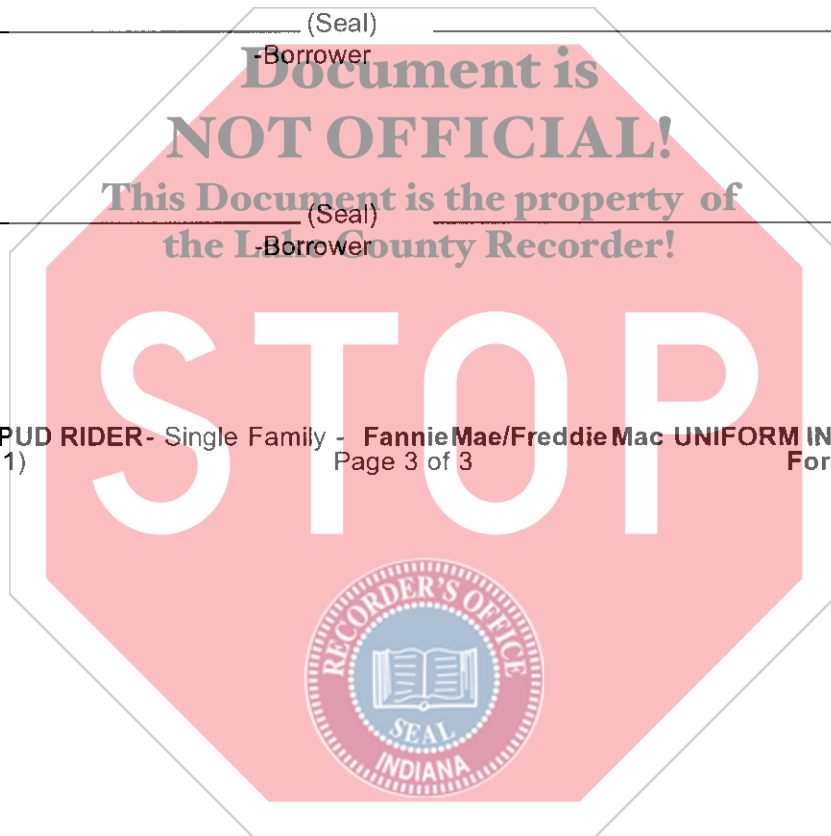 (Seal)
-Borrower
Document is
NOT OFFICIAL!
This Document is the property of
(Seal)
the Lake County Recorder!
-Borrower
STOP
PUD RIDER- Single Family - Fannie Mae/Freddie Mac UNIFORM IN
1) Page 3 of 3 For
RECORDER'S OFFICE
SEAL
INDIANA